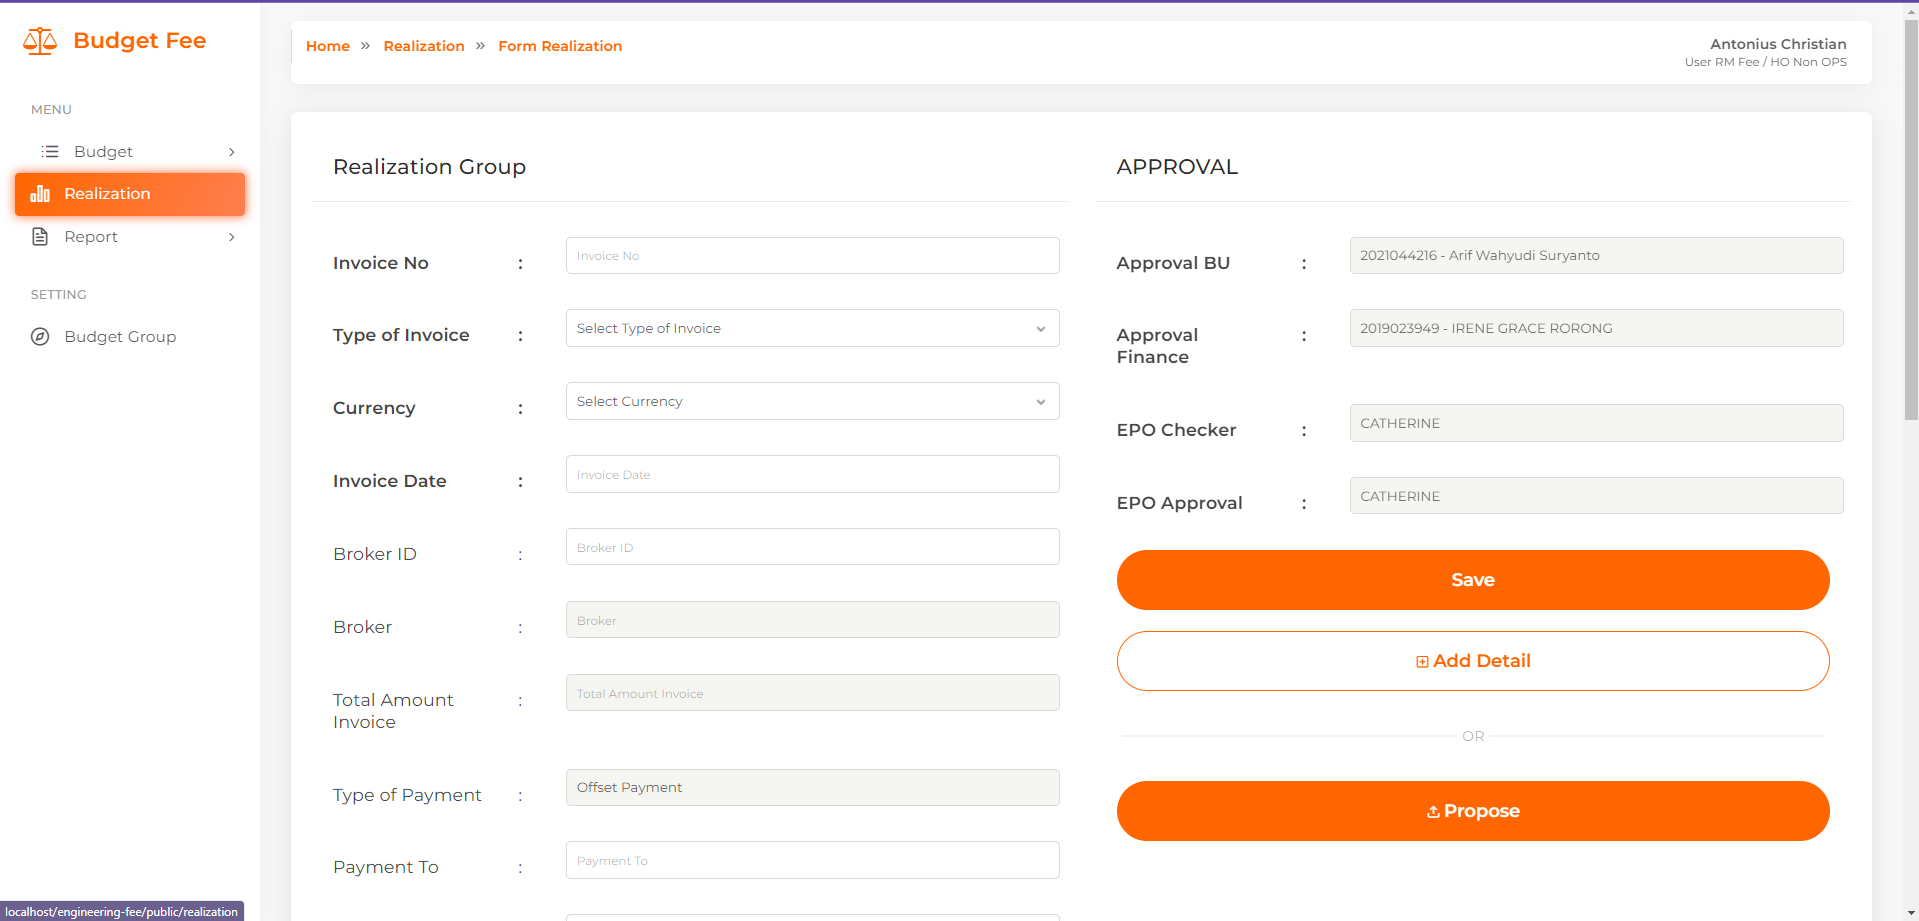 Budget Fee
MENU
Budget
Realization
Report
SETTING
Budget Group
Home » Realization » Form Realization
Antonius Christian
User RM Fee / HO Non OPS
Realization Group
Invoice No : Invoice No
Type of Invoice : Select Type of Invoice
Currency : Select Currency
Invoice Date : Invoice Date
Broker ID : Broker ID
Broker : Broker
Total Amount
Invoice : Total Amount Invoice
Type of Payment : Offset Payment
Payment To : Payment To
APPROVAL
Approval BU : 2021044216 - Arif Wahyudi Suryanto
Approval
Finance : 2019023949 - IRENE GRACE RORONG
EPO Checker : CATHERINE
EPO Approval : CATHERINE
Save
Add Detail
OR
Propose
localhost/engineering-fee/public/realization